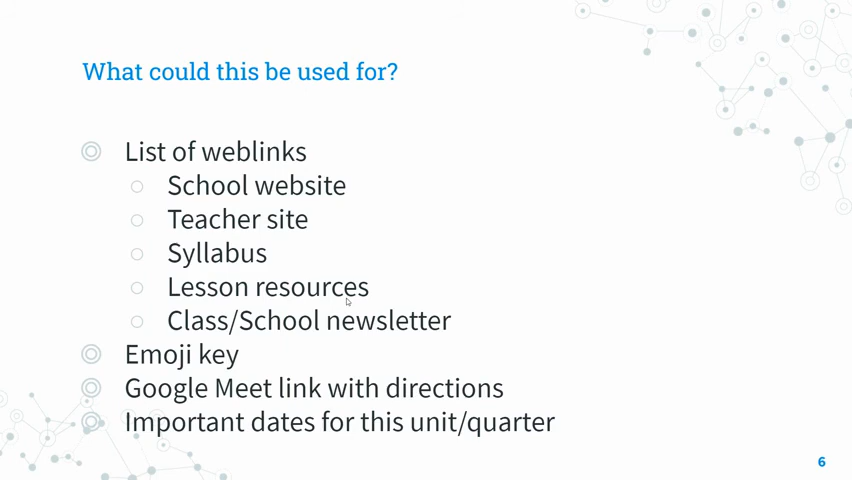 What could this be used for?
List of weblinks
School website
Teacher site
Syllabus
Lesson resources
Class/School newsletter
Emoji key
Google Meet link with directions
Important dates for this unit/quarter
6